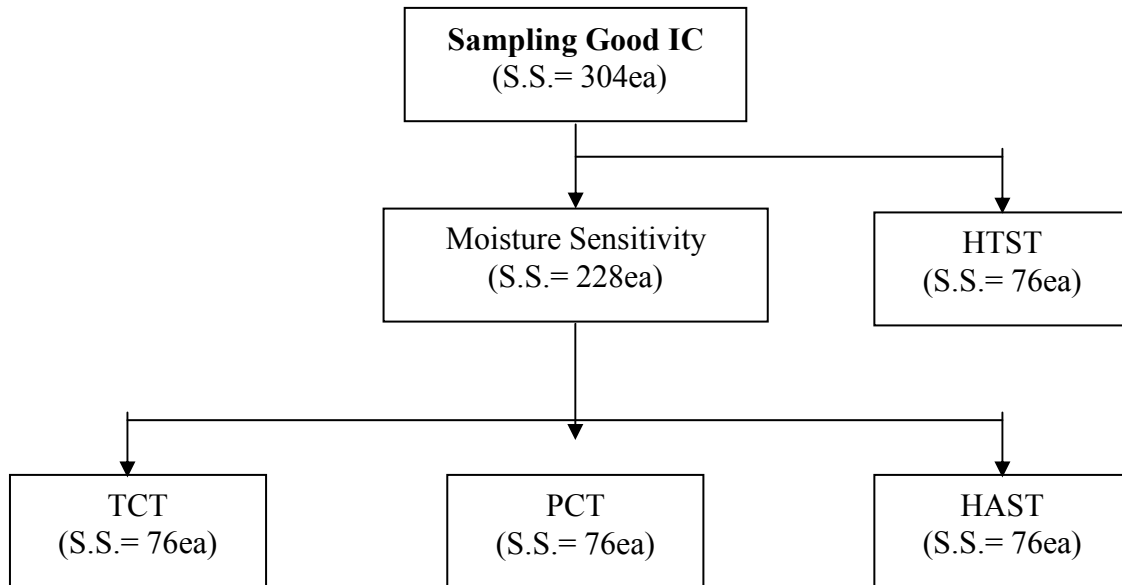 Sampling Good IC
(S.S.= 304ea)
Moisture Sensitivity
(S.S.= 228ea)
HTST
(S.S.= 76ea)
TCT
(S.S.= 76ea)
PCT
(S.S.= 76ea)
HAST
(S.S.= 76ea)